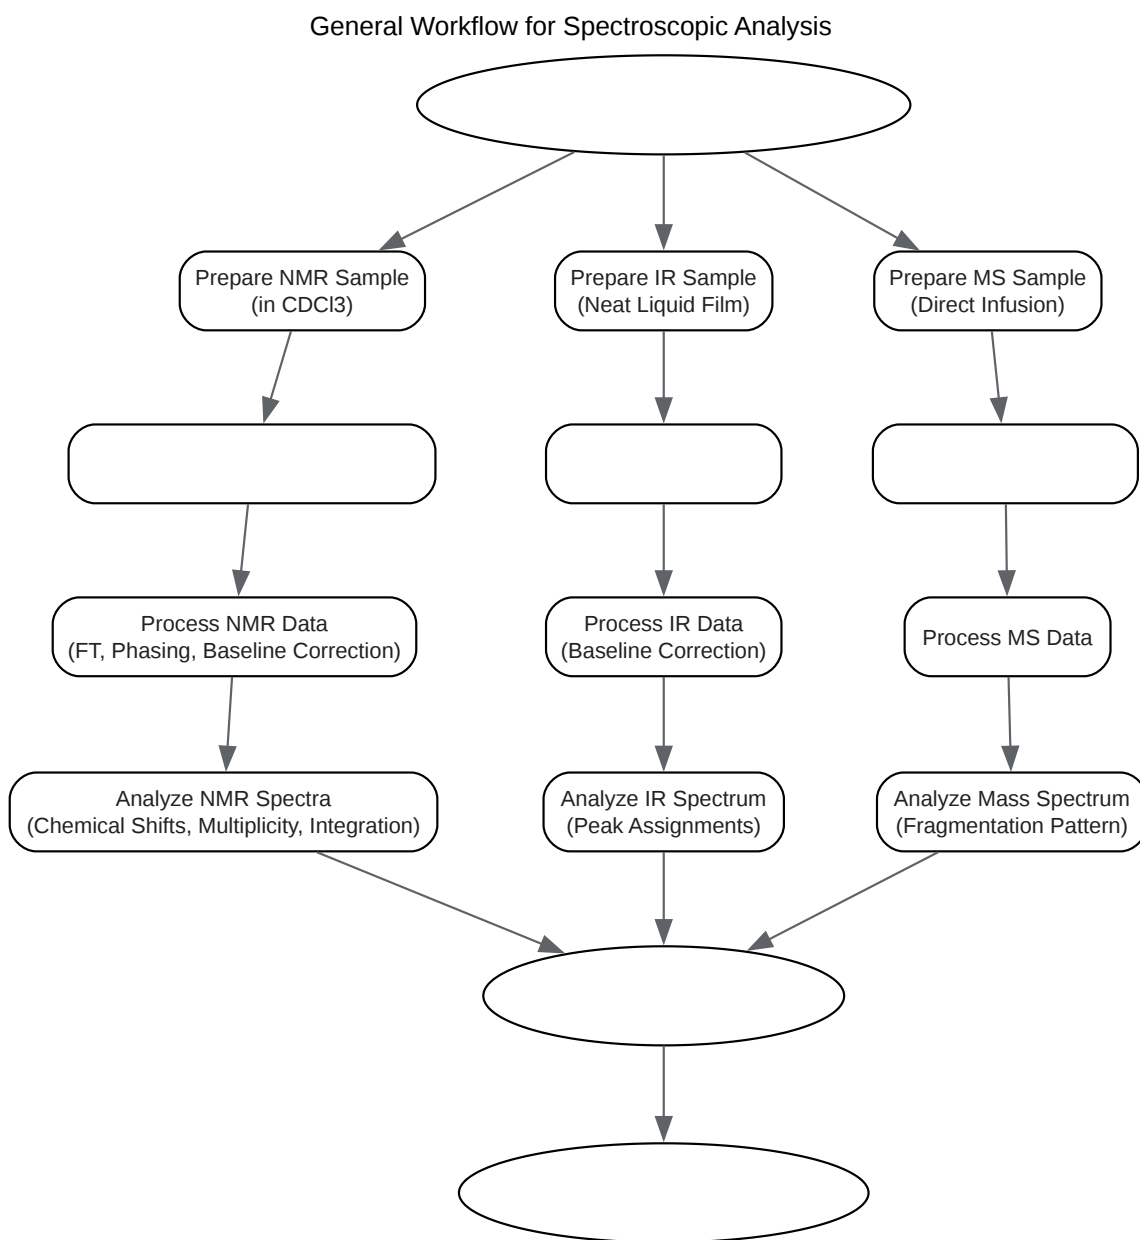 General Workflow for Spectroscopic Analysis
Prepare NMR Sample
(in CDCl3)
Prepare IR Sample
(Neat Liquid Film)
Prepare MS Sample
(Direct Infusion)
Process NMR Data
(FT, Phasing, Baseline Correction)
Process IR Data
(Baseline Correction)
Process MS Data
Analyze NMR Spectra
(Chemical Shifts, Multiplicity, Integration)
Analyze IR Spectrum
(Peak Assignments)
Analyze Mass Spectrum
(Fragmentation Pattern)